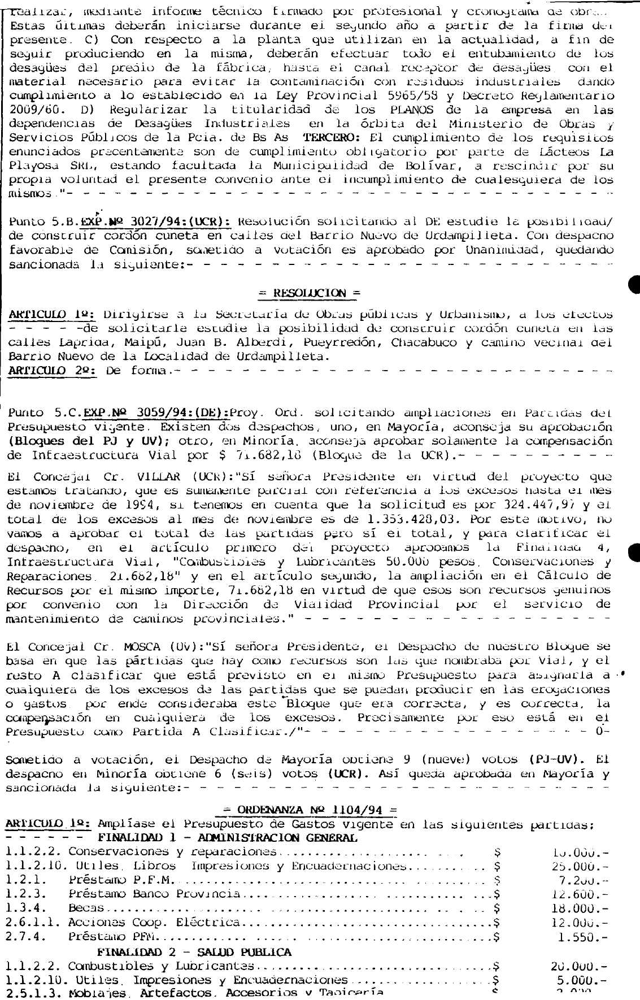 realizar, mediante informe técnico firmado por profesional y cronograma de
Estas últimas deberán iniciarse durante el segundo año a partir de la firma del
presente. C) Con respecto a la planta que utilizan en la actualidad, a fin de
seguir produciendo en la misma, deberán efectuar todo el entubamiento de los
desagües del predio de la fábrica, hasta el canal receptor de desagües con el
material necesario para evitar la contaminación con residuos industriales dando
cumplimiento a lo establecido en la Ley Provincial 5965/58 y Decreto Reglamentario
2009/60. D) Regularizar la titularidad de los PLANOS de la empresa en las
dependencias de Desagües Industriales en la órbita del Ministerio de Obras y
Servicios Públicos de la Pcia. de Bs As TERCERO: El cumplimiento de los requisitos
enunciados precentemente son de cumplimiento obligatorio por parte de Lácteos La
Playosa SRL, estando facultada la Municipalidad de Bolívar, a rescindir por su
propia voluntad el presente convenio ante el incumplimiento de cualesquiera de los
mismos."- - - - - - - - - - - - - - - - - - - - - - - - - - - - - - - - - -
Punto 5.B.EXP.Nº 3027/94:(UCR): Resolución solicitando al DE estudie la posibilidad/
de construir cordón cuneta en calles del Barrio Nuevo de Urdampilleta. Con despacho
favorable de Comisión, sometido a votación es aprobado por Unanimidad, quedando
sancionada la siguiente:- - - - - - - - - - - - - - - - - - - - - - - - - -
= RESOLUCION =
ARTICULO 1º: Dirigirse a la Secretaría de Obras públicas y Urbanismo, a los efectos
- - - - -de solicitarle estudie la posibilidad de construir cordón cuneta en las
calles Laprida, Maipú, Juan B. Alberdi, Pueyrredón, Chacabuco y camino vecinal del
Barrio Nuevo de la Localidad de Urdampilleta.
ARTICULO 2º: De forma.- - - - - - - - - - - - - - - - - - - - - - - - - -
Punto 5.C.EXP.Nº 3059/94:(DE):Proy. Ord. solicitando ampliaciones en Partidas del
Presupuesto vigente. Existen dos despachos, uno, en Mayoría, aconseja su aprobación
(Bloques del PJ y UV); otro, en Minoría, aconseja aprobar solamente la compensación
de Infraestructura Vial por $ 71.682,18 (Bloque de la UCR).- - - - - - - - - -
El Concejal Cr. VILLAR (UCR):"Sí señora Presidente en virtud del proyecto que
estamos tratando, que es sumamente parcial con referencia a los excesos hasta el mes
de noviembre de 1994, si tenemos en cuenta que la solicitud es por 324.447,97 y el
total de los excesos al mes de noviembre es de 1.353.428,03. Por este motivo, no
vamos a aprobar el total de las partidas pero sí el total, y para clarificar el
despacho, en el artículo primero del proyecto aprobamos la Finalidad 4,
Infraestructura Vial, "Combustibles y Lubricantes 50.000 pesos, Conservaciones y
Reparaciones 21.682,18" y en el artículo segundo, la ampliación en el Cálculo de
Recursos por el mismo importe, 71.682,18 en virtud de que esos son recursos genuinos
por convenio con la Dirección de Vialidad Provincial por el servicio de
mantenimiento de caminos provinciales." - - - - - - - - - - - - - - - - - -
El Concejal Cr. MOSCA (UV):"Sí señora Presidente, el Despacho de nuestro Bloque se
basa en que las pártidas que hay como recursos son las que nombraba por Vial, y el
resto A clasificar que está previsto en el mismo Presupuesto para asignarla a
cualquiera de los excesos de las partidas que se puedan producir en las erogaciones
o gastos por ende consideraba este Bloque que era correcta, y es correcta, la
compensación en cualquiera de los excesos. Precisamente por eso está en el
Presupuesto como Partida A Clasificar./"- - - - - - - - - - - - - - - - - - 0-
Sometido a votación, el Despacho de Mayoría obtiene 9 (nueve) votos (PJ-UV). El
despacho en Minoría obtiene 6 (seis) votos (UCR). Así queda aprobada en Mayoría y
sancionada la siguiente:- - - - - - - - - - - - - - - - - - - - - - - - - -
= ORDENANZA Nº 1104/94 =
ARTICULO 1º: Amplíase el Presupuesto de Gastos vigente en las siguientes partidas:
- - - - - - FINALIDAD 1 - ADMINISTRACION GENERAL
1.1.2.2. Conservaciones y reparaciones.................... $
1.1.2.10. Utiles, Libros Impresiones y Encuadernaciones........... $ 25.000.-
1.2.1. Préstamo P.F.M. .................................. $ 7.200.-
1.2.3. Préstamo Banco Provincia.............................$ 12.600.-
1.3.4. Becas........................................ $ 18.000.-
2.6.1.1. Acciones Coop. Eléctrica...........................$ 12.000.-
2.7.4. Préstamo PFM......................................$ 1.550.-
FINALIDAD 2 - SALUD PUBLICA
1.1.2.2. Combustibles y Lubricantes..........................$ 20.000.-
1.1.2.10. Utiles, Impresiones y Encuadernaciones................$ 5.000.-
2.5.1.3. Moblajes, Artefactos, Accesorios y Tapicería $